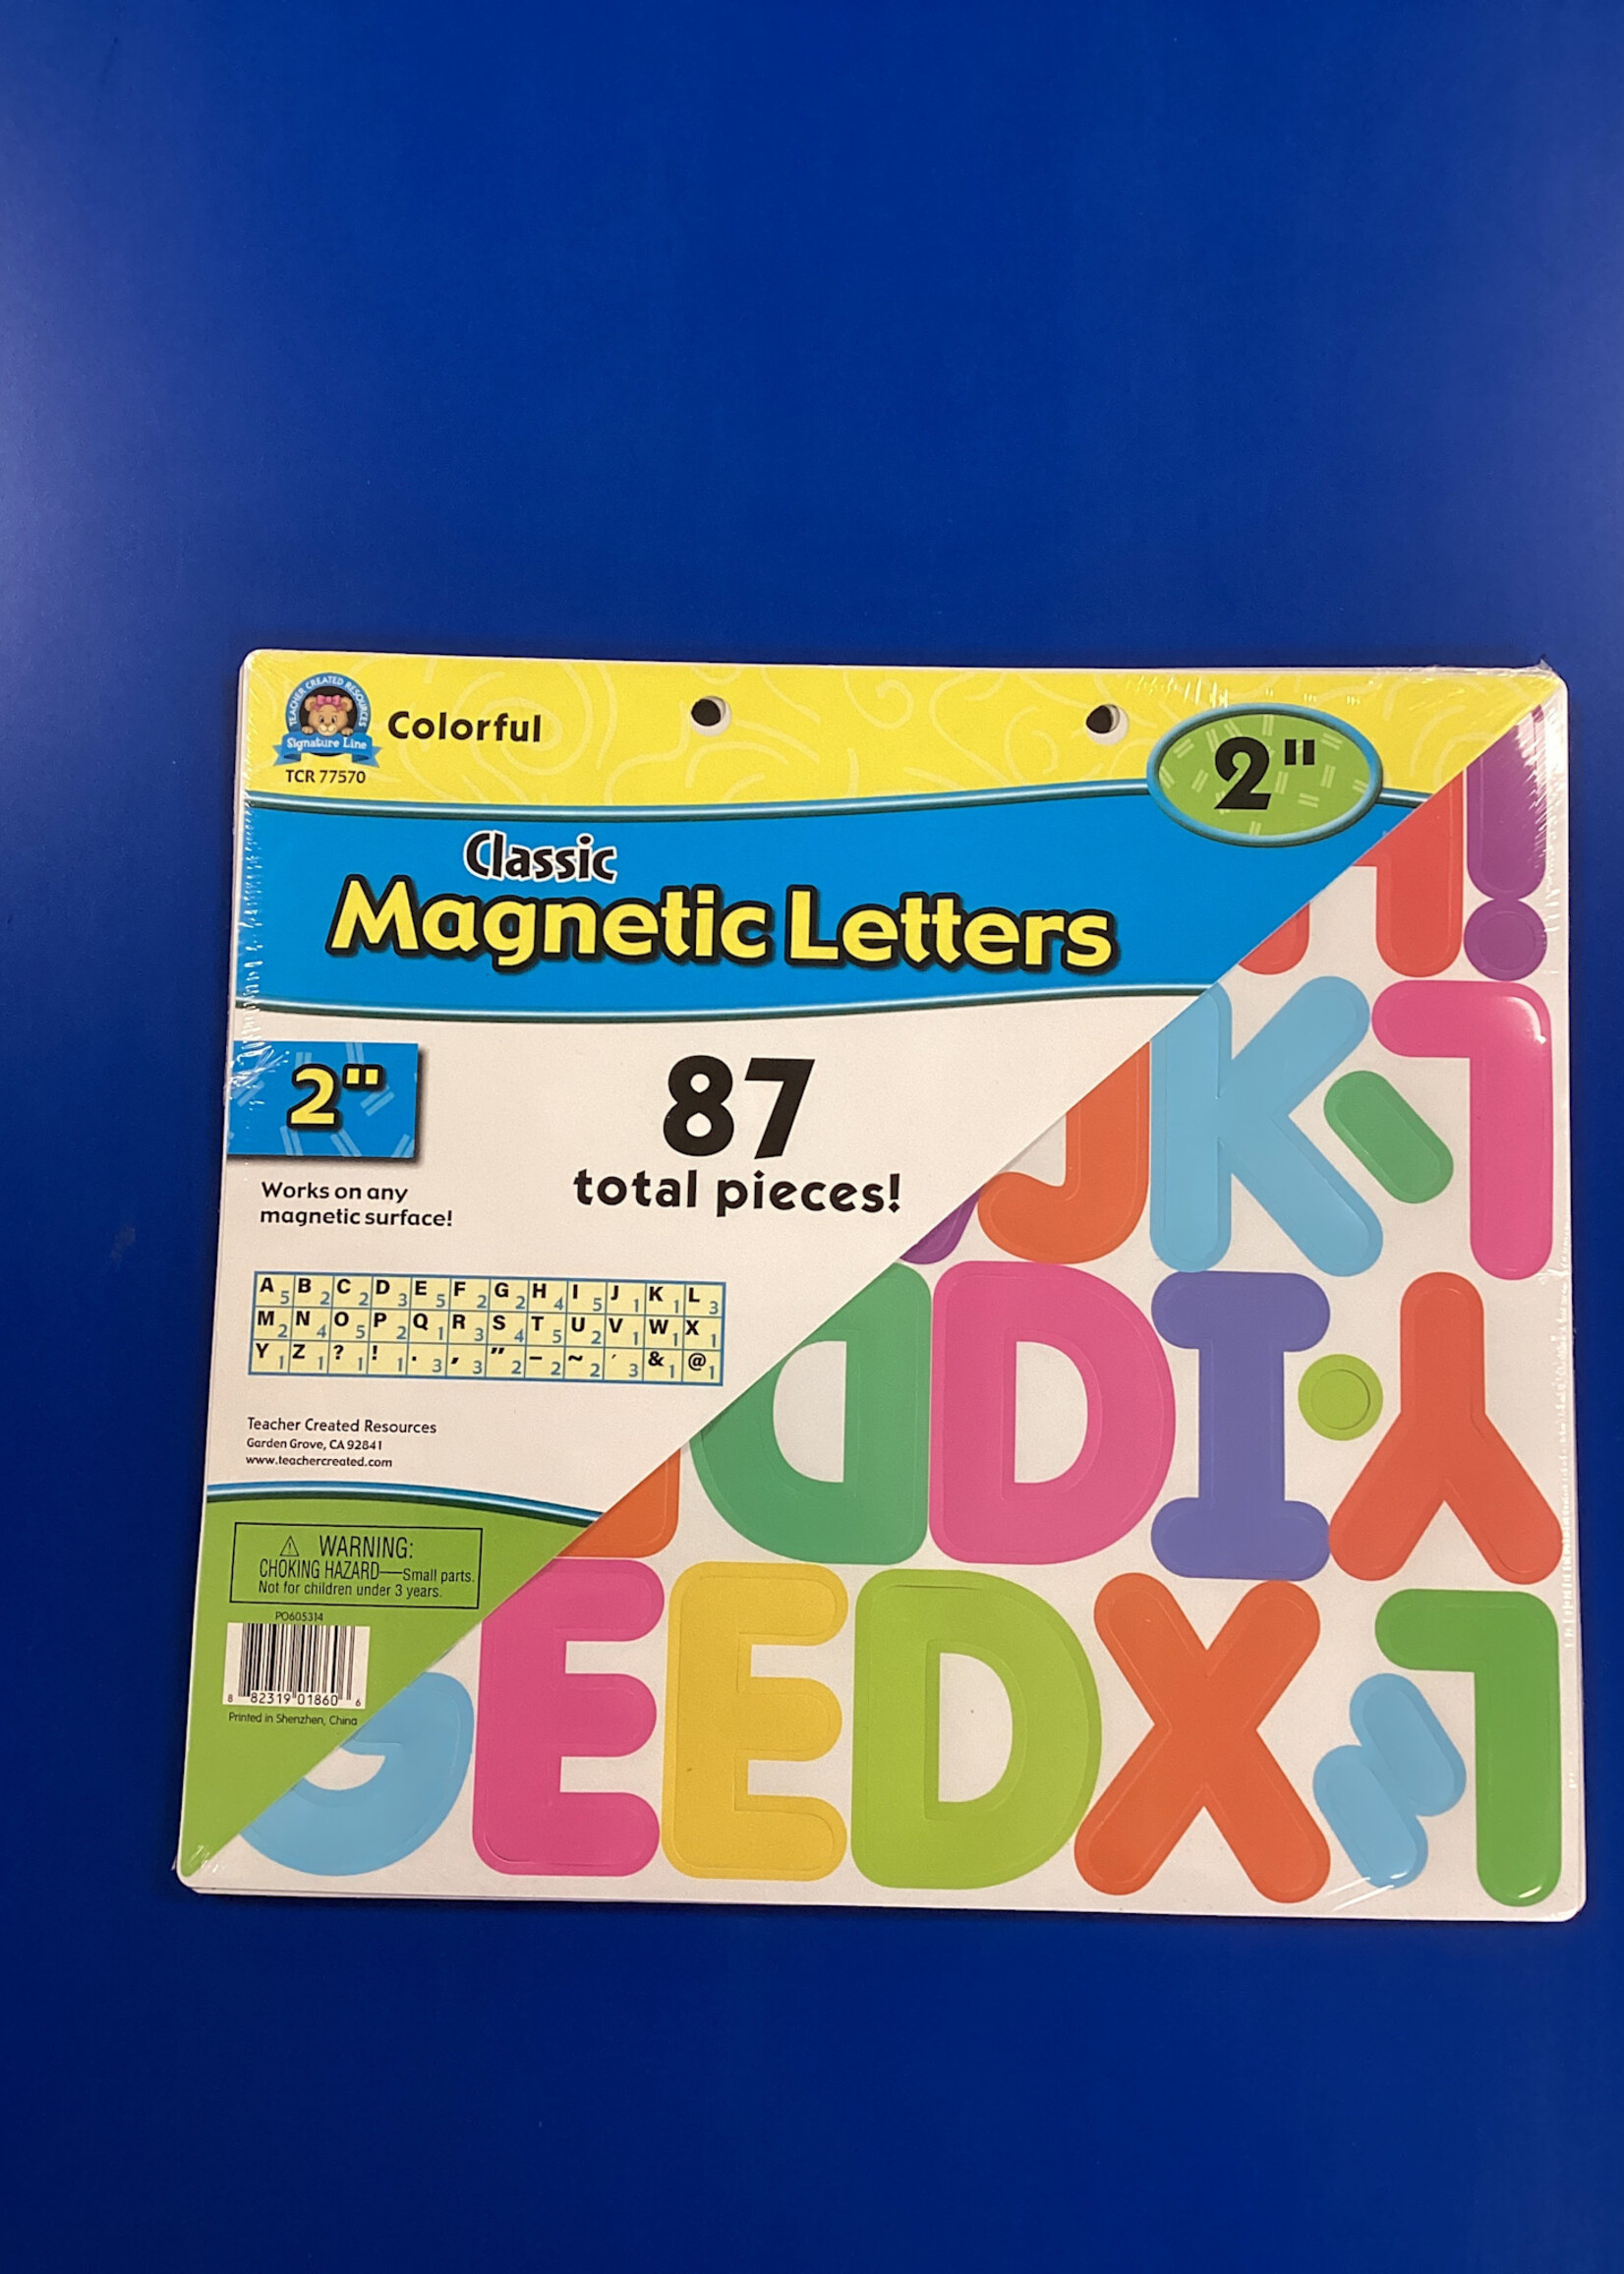 TEACHER CREATED RESOURCES
Signature Line
TCR 77570
Colorful
2"
Classic
Magnetic Letters
2"
87
total pieces!
Works on any
magnetic surface!
A 5 B 2 C 2 D 3 E 5 F 2 G 2 H 4 I 5 J 1 K 1 L 3
M 2 N 4 O 5 P 2 Q 1 R 3 S 4 T 5 U 2 V 1 W 1 X 1
Y 1 Z 1 ? 1 ! 1 . 3 , 3 " 2 – 2 ~ 2 ´ 3 & 1 @ 1
Teacher Created Resources
Garden Grove, CA 92841
www.teachercreated.com
⚠ WARNING:
CHOKING HAZARD—Small parts.
Not for children under 3 years.
PO605314
8 82319 01860 6
Printed in Shenzhen, China
!
J K L
D D I . Y
G E E D X ~ L